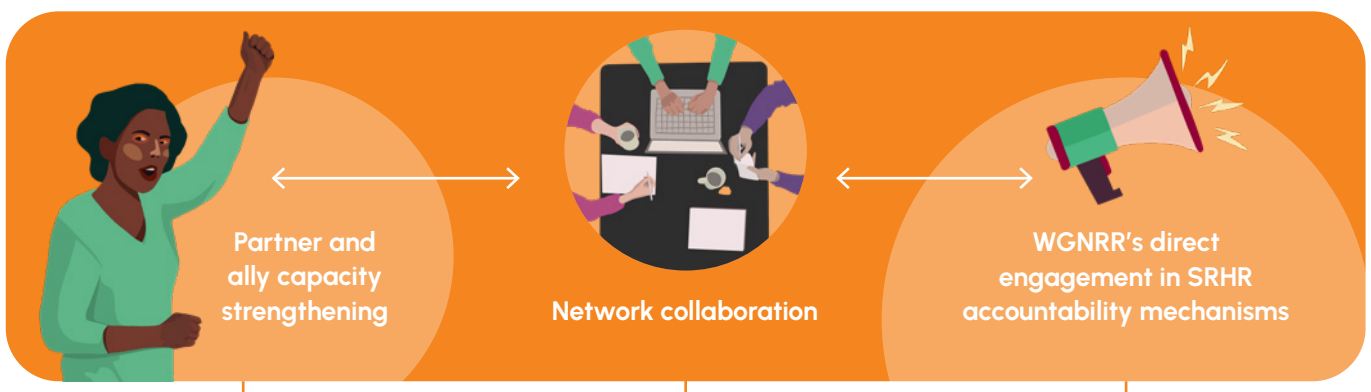 Partner and
ally capacity
strengthening
Network collaboration
WGNRR's direct
engagement in SRHR
accountability mechanisms